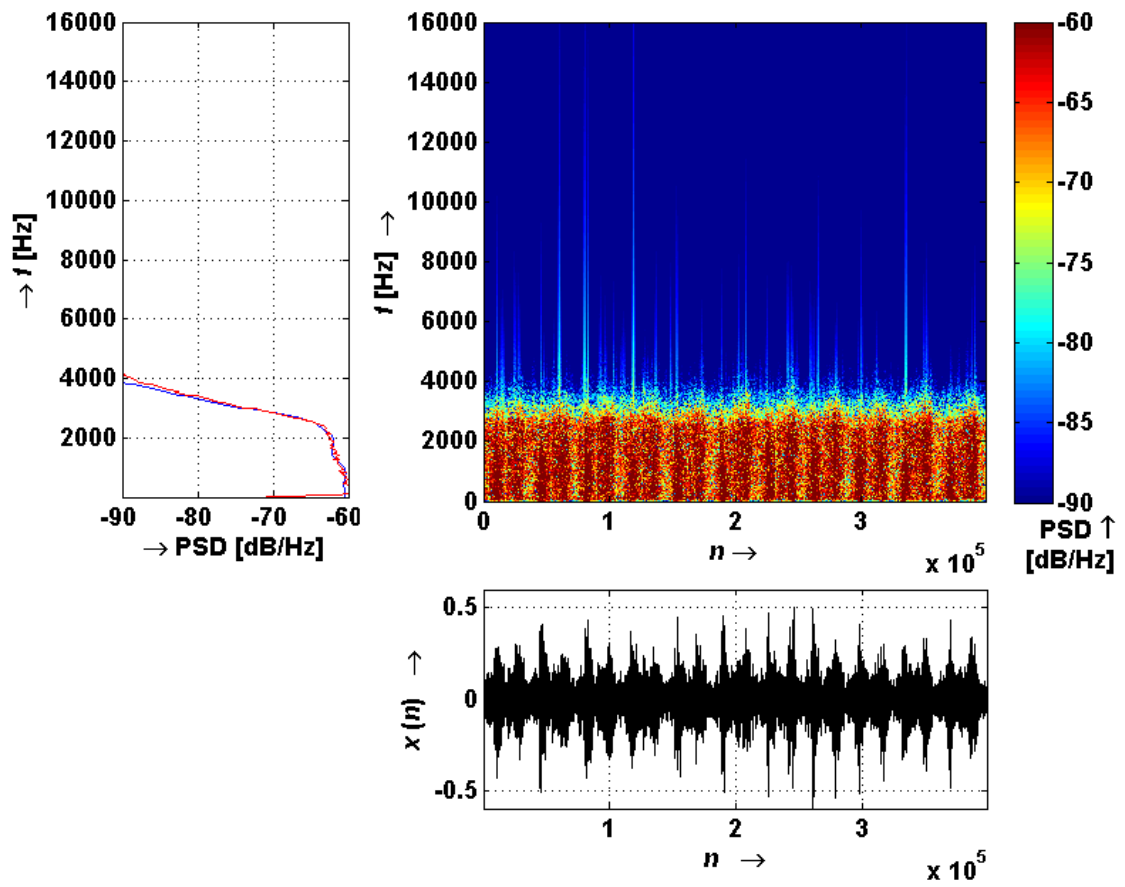 16000
14000
12000
10000
8000
6000
4000
2000
→ f [Hz]
-90 -80 -70 -60
→ PSD [dB/Hz]
16000
14000
12000
10000
8000
6000
4000
2000
0
f [Hz] →
0 1 2 3
n →
x 10^5
-60
-65
-70
-75
-80
-85
-90
PSD ↑
[dB/Hz]
0.5
0
-0.5
x (n) →
1 2 3
n →
x 10^5